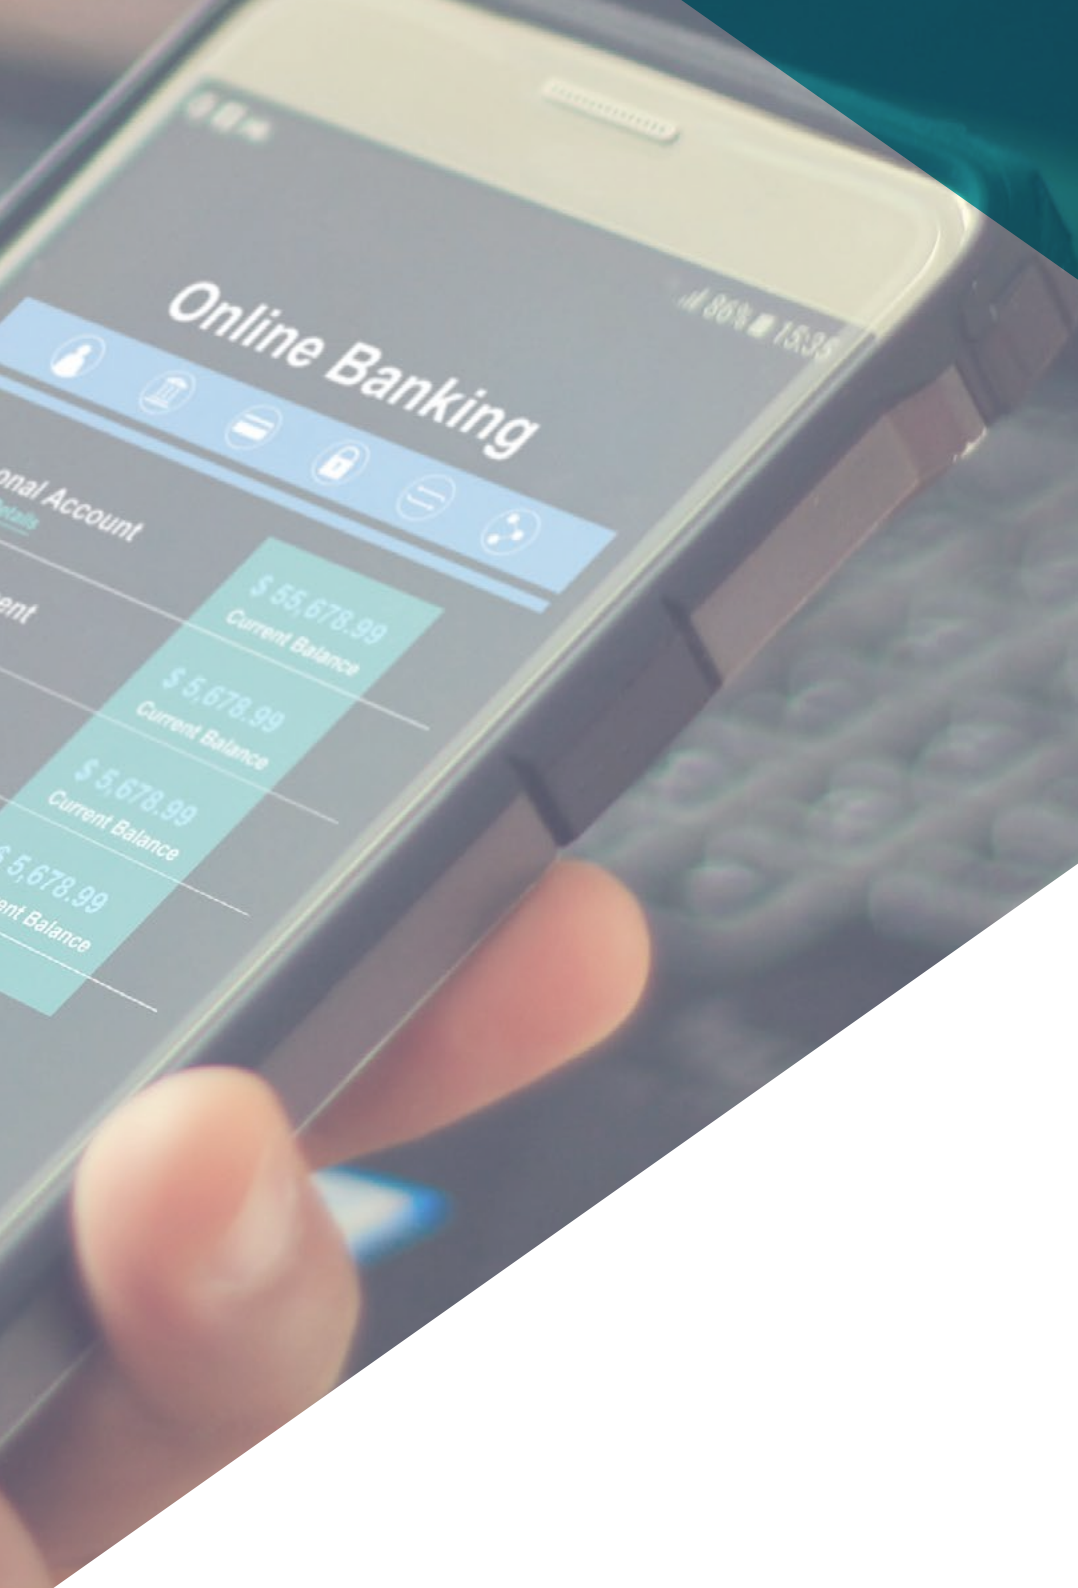 86% 15:35
Online Banking
onal Account
Details
$ 55,678.99
Current Balance
ent
$ 5,678.99
Current Balance
$ 5,678.99
Current Balance
$ 5,678.99
ent Balance